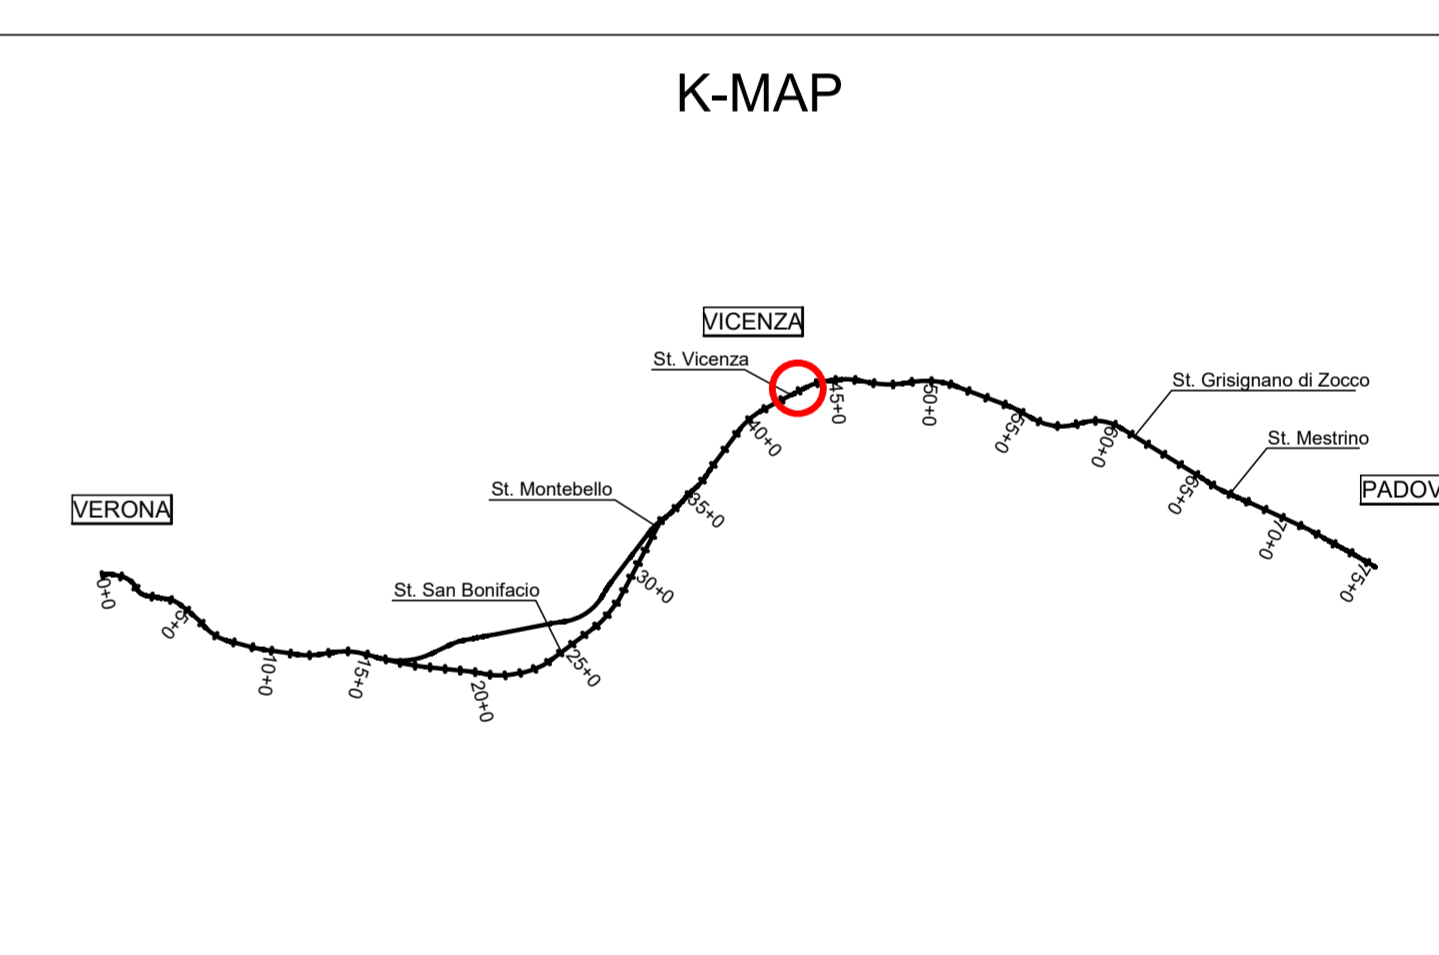 K-MAP
VICENZA
St. Vicenza
St. Grisignano di Zocco
45+0
50+0
55+0
60+0
40+0
St. Mestrino
St. Montebello
PADOV
65+0
35+0
VERONA
70+0
75+0
0+0
St. San Bonifacio
30+0
5+0
10+0
15+0
25+0
20+0